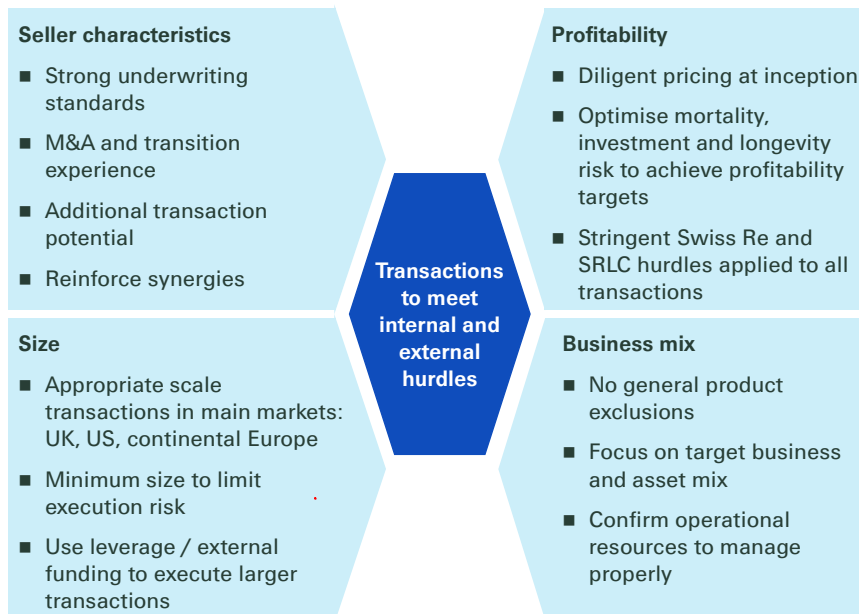 Seller characteristics
■ Strong underwriting
standards
■ M&A and transition
experience
■ Additional transaction
potential
■ Reinforce synergies
Profitability
■ Diligent pricing at inception
■ Optimise mortality,
investment and longevity
risk to achieve profitability
targets
■ Stringent Swiss Re and
SRLC hurdles applied to all
transactions
Transactions
to meet
internal and
external
hurdles
Size
■ Appropriate scale
transactions in main markets:
UK, US, continental Europe
■ Minimum size to limit
execution risk
■ Use leverage / external
funding to execute larger
transactions
Business mix
■ No general product
exclusions
■ Focus on target business
and asset mix
■ Confirm operational
resources to manage
properly